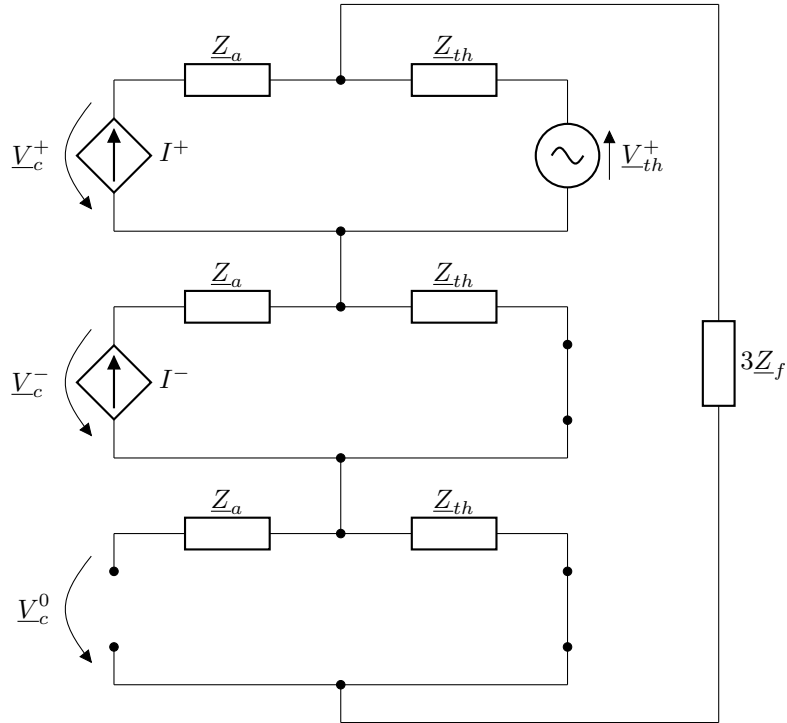 Z_a
Z_th
V_c^+
I^+
V_th^+
Z_a
Z_th
V_c^-
I^-
3Z_f
Z_a
Z_th
V_c^0